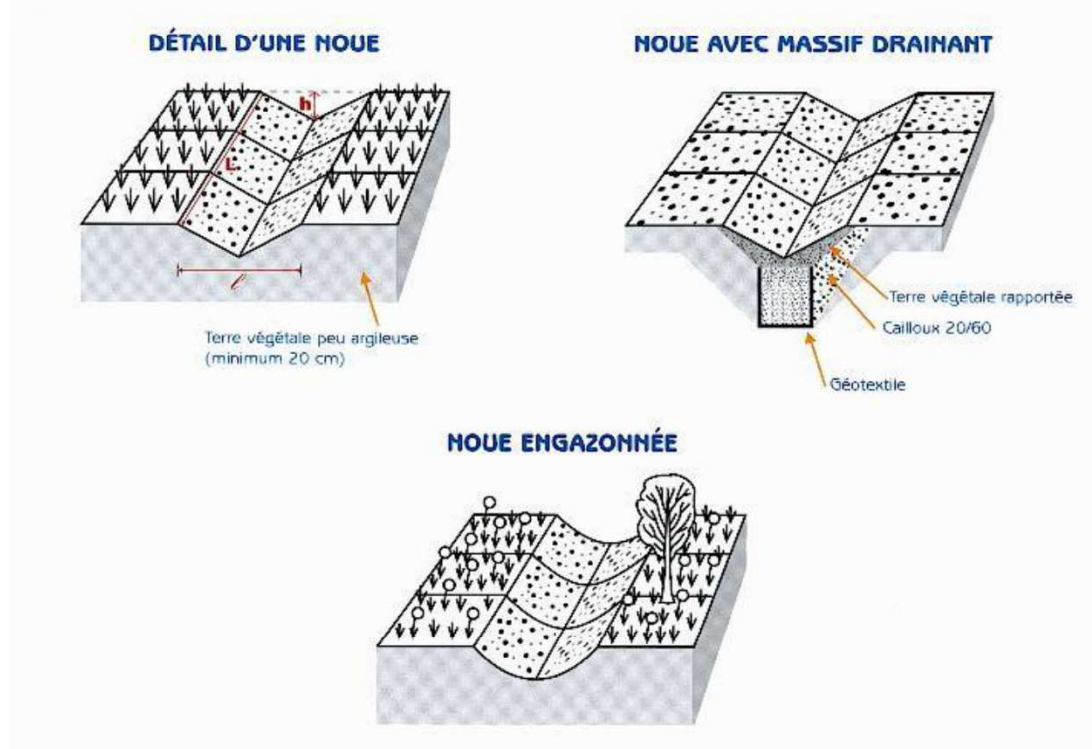 DÉTAIL D'UNE NOUE
NOUE AVEC MASSIF DRAINANT
h
L
l
Terre végétale peu argileuse
(minimum 20 cm)
Terre végétale rapportée
Cailloux 20/60
Géotextile
NOUE ENGAZONNÉE